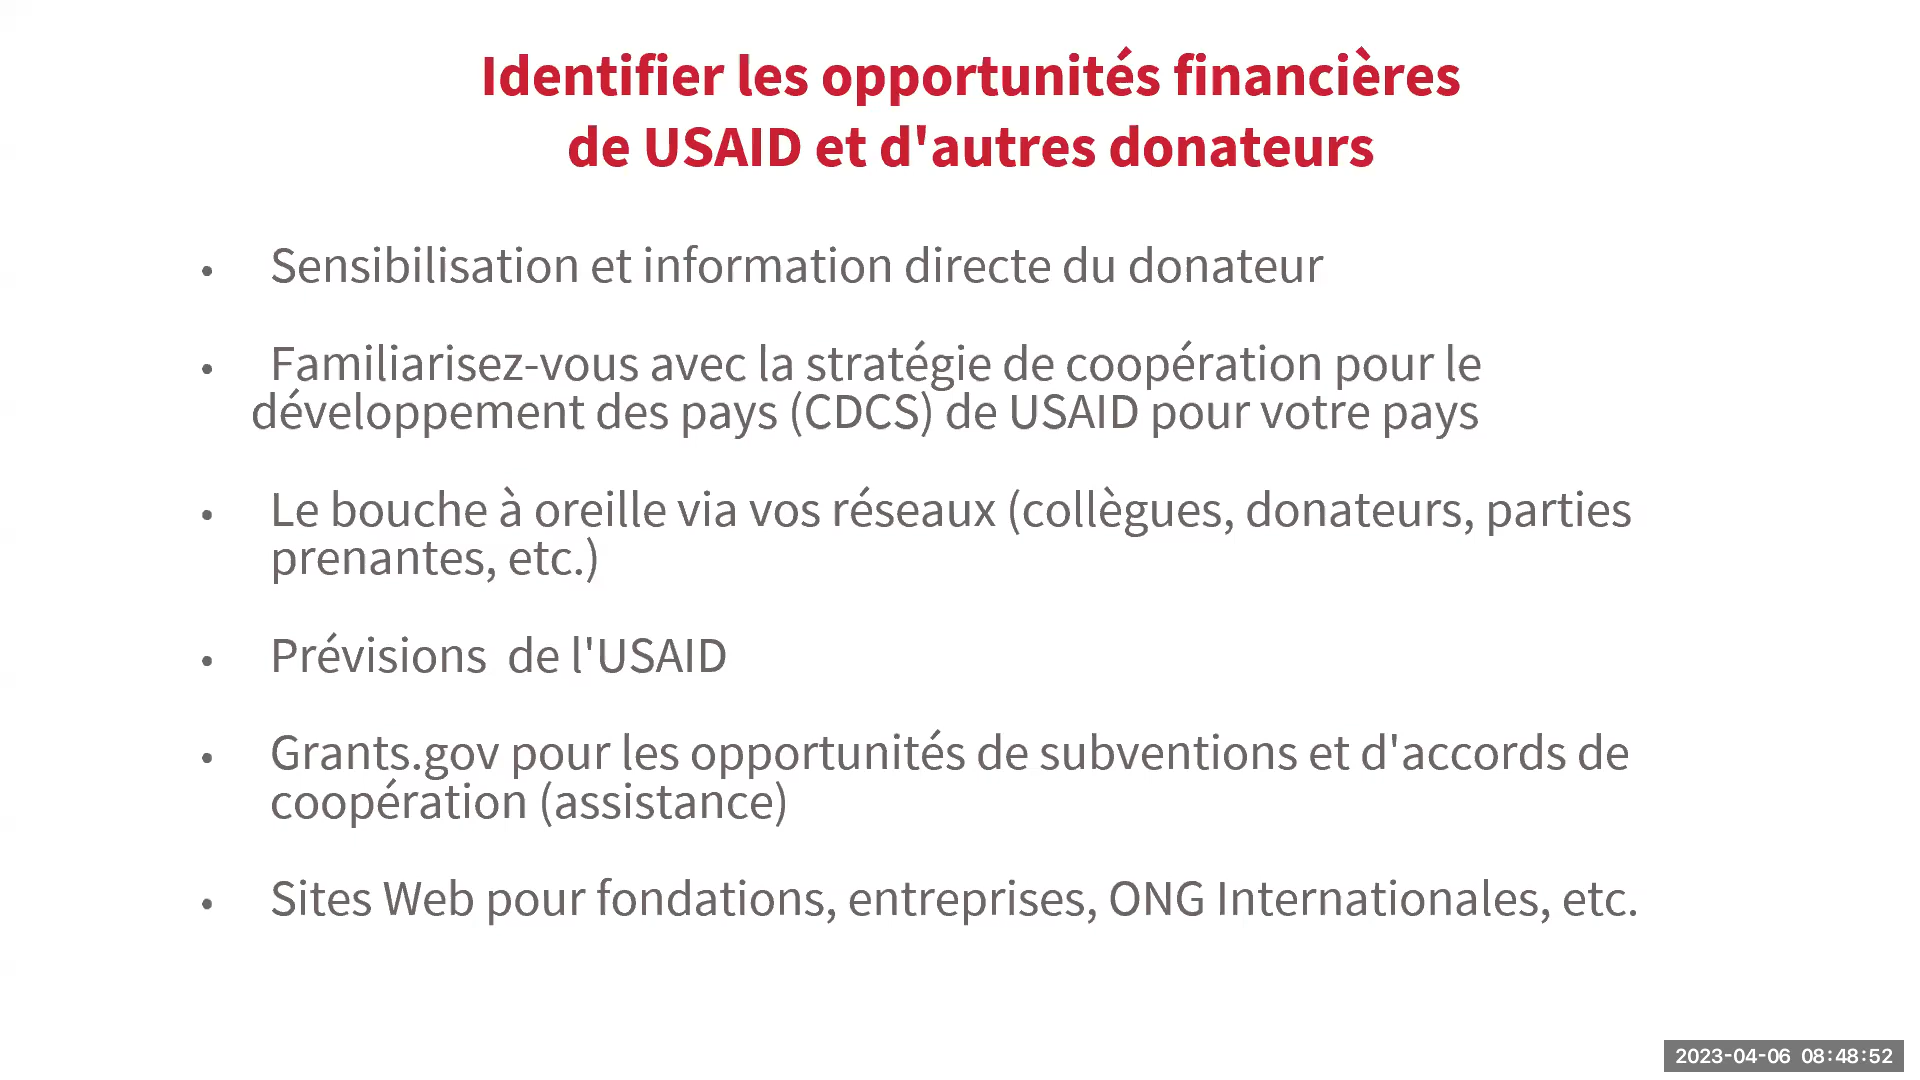 Identifier les opportunités financières
de USAID et d'autres donateurs
• Sensibilisation et information directe du donateur
• Familiarisez-vous avec la stratégie de coopération pour le
développement des pays (CDCS) de USAID pour votre pays
• Le bouche à oreille via vos réseaux (collègues, donateurs, parties
prenantes, etc.)
• Prévisions  de l'USAID
• Grants.gov pour les opportunités de subventions et d'accords de
coopération (assistance)
• Sites Web pour fondations, entreprises, ONG Internationales, etc.
2023-04-06 08:48:52